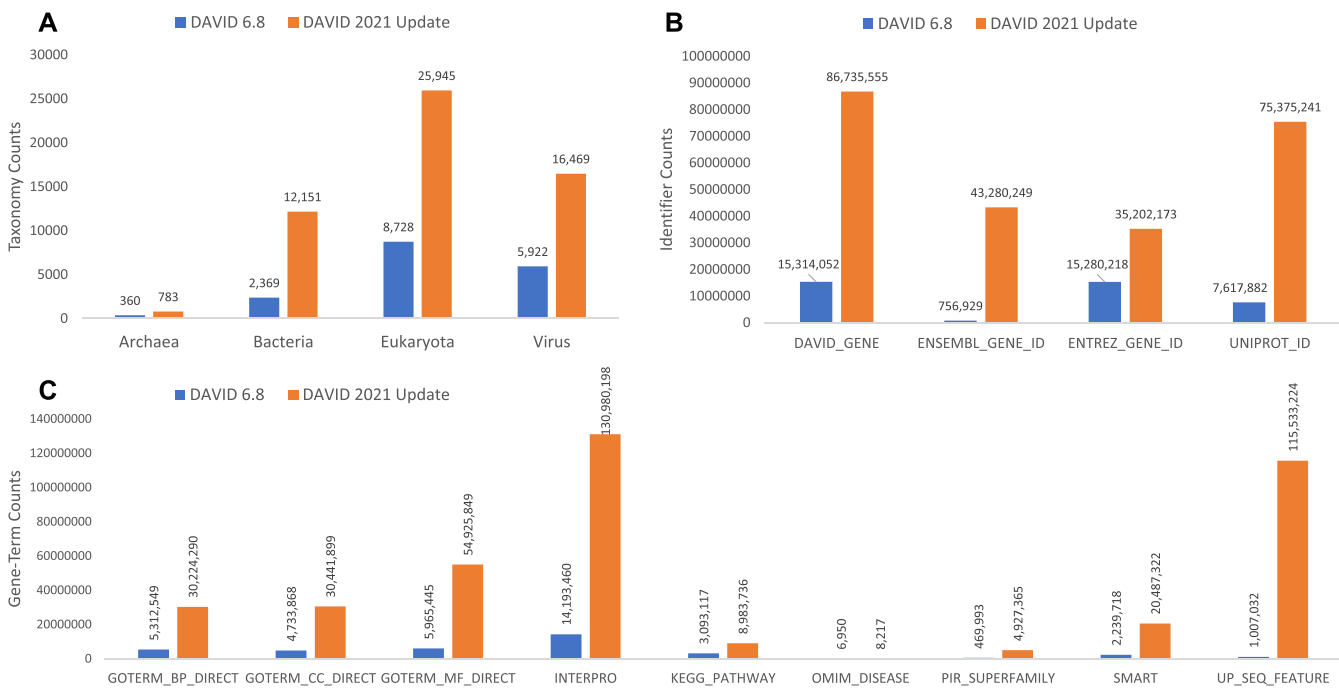 A
DAVID 6.8
DAVID 2021 Update
Taxonomy Counts
30000
25000
20000
15000
10000
5000
0
360
783
2,369
12,151
8,728
25,945
5,922
16,469
Archaea
Bacteria
Eukaryota
Virus
B
DAVID 6.8
DAVID 2021 Update
Identifier Counts
100000000
90000000
80000000
70000000
60000000
50000000
40000000
30000000
20000000
10000000
0
15,314,052
86,735,555
756,929
43,280,249
15,280,218
35,202,173
7,617,882
75,375,241
DAVID_GENE
ENSEMBL_GENE_ID
ENTREZ_GENE_ID
UNIPROT_ID
C
DAVID 6.8
DAVID 2021 Update
Gene-Term Counts
140000000
120000000
100000000
80000000
60000000
40000000
20000000
0
5,312,549
30,224,290
4,733,868
30,441,899
5,965,445
54,925,849
14,193,460
130,980,198
3,093,117
8,983,736
6,950
8,217
469,993
4,927,365
2,239,718
20,487,322
1,007,032
115,533,224
GOTERM_BP_DIRECT
GOTERM_CC_DIRECT
GOTERM_MF_DIRECT
INTERPRO
KEGG_PATHWAY
OMIM_DISEASE
PIR_SUPERFAMILY
SMART
UP_SEQ_FEATURE